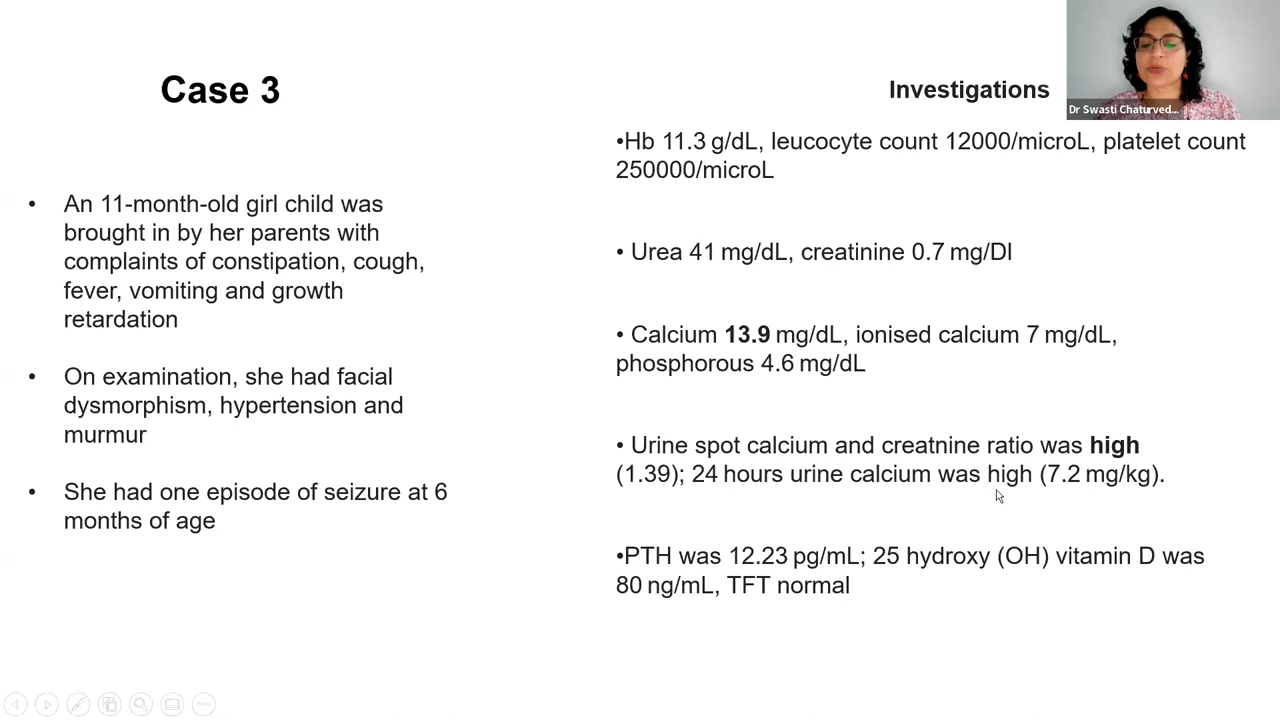 Case 3
• An 11-month-old girl child was
brought in by her parents with
complaints of constipation, cough,
fever, vomiting and growth
retardation
• On examination, she had facial
dysmorphism, hypertension and
murmur
• She had one episode of seizure at 6
months of age
Investigations
•Hb 11.3 g/dL, leucocyte count 12000/microL, platelet count
250000/microL
• Urea 41 mg/dL, creatinine 0.7 mg/Dl
• Calcium 13.9 mg/dL, ionised calcium 7 mg/dL,
phosphorous 4.6 mg/dL
• Urine spot calcium and creatnine ratio was high
(1.39); 24 hours urine calcium was high (7.2 mg/kg).
•PTH was 12.23 pg/mL; 25 hydroxy (OH) vitamin D was
80 ng/mL, TFT normal
Dr Swasti Chaturved...